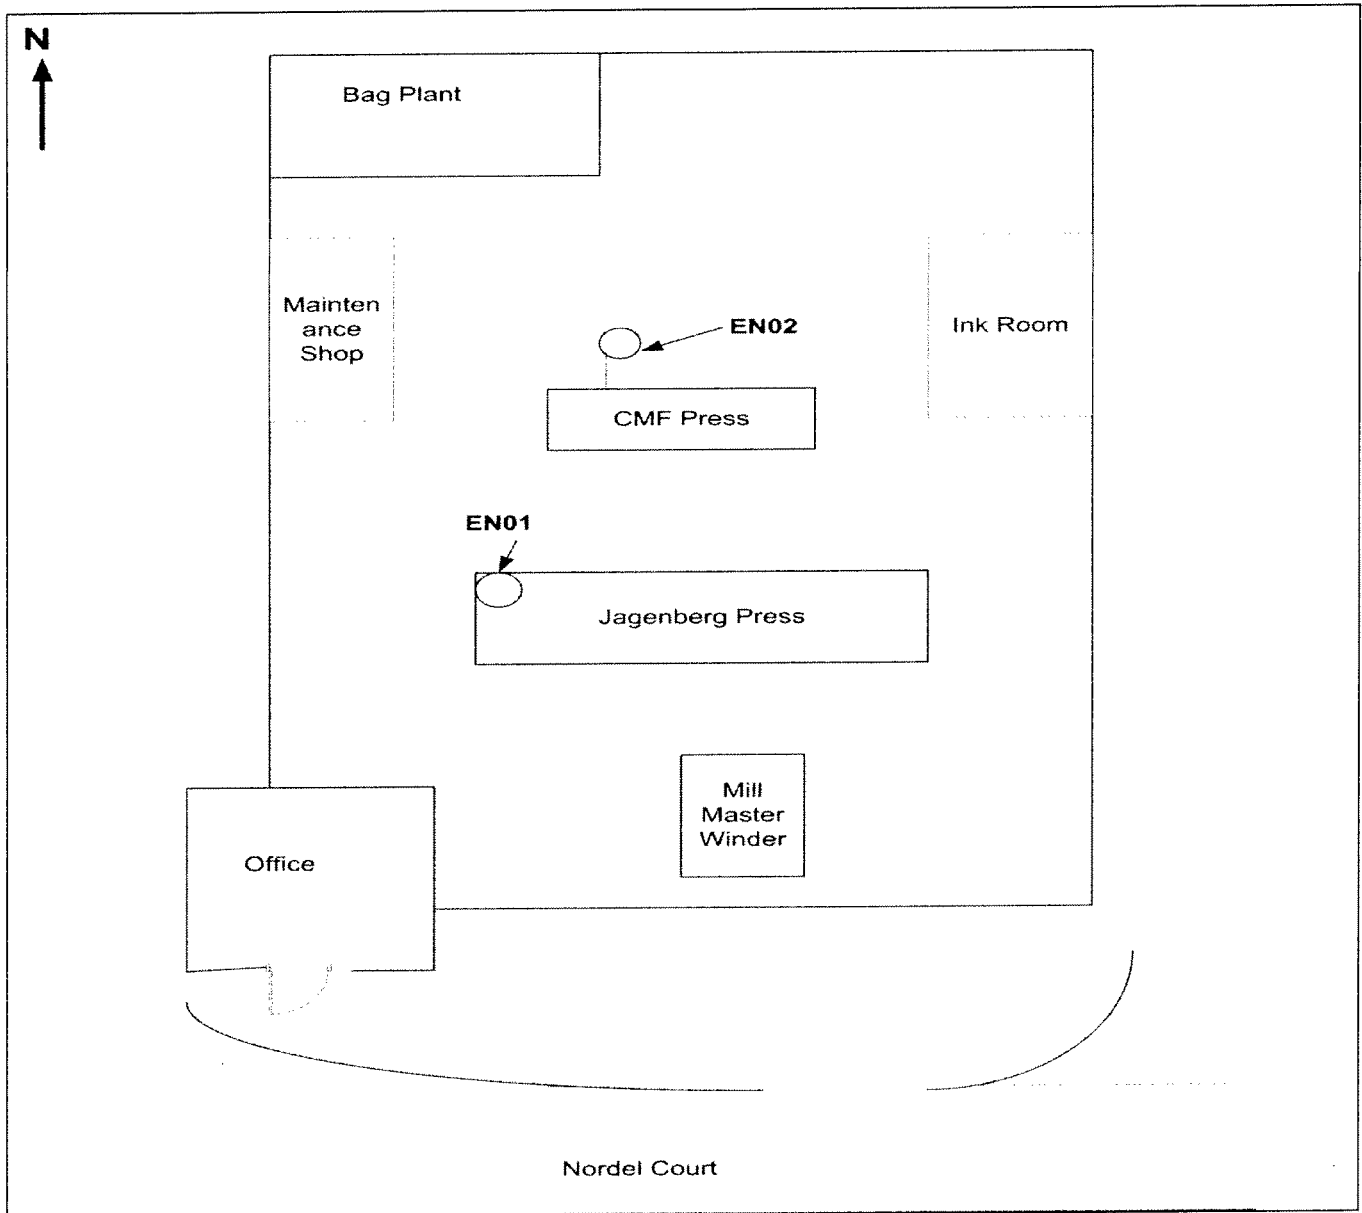 N
Bag Plant
Mainten
ance
Shop
EN02
Ink Room
CMF Press
EN01
Jagenberg Press
Mill
Master
Winder
Office
Nordel Court